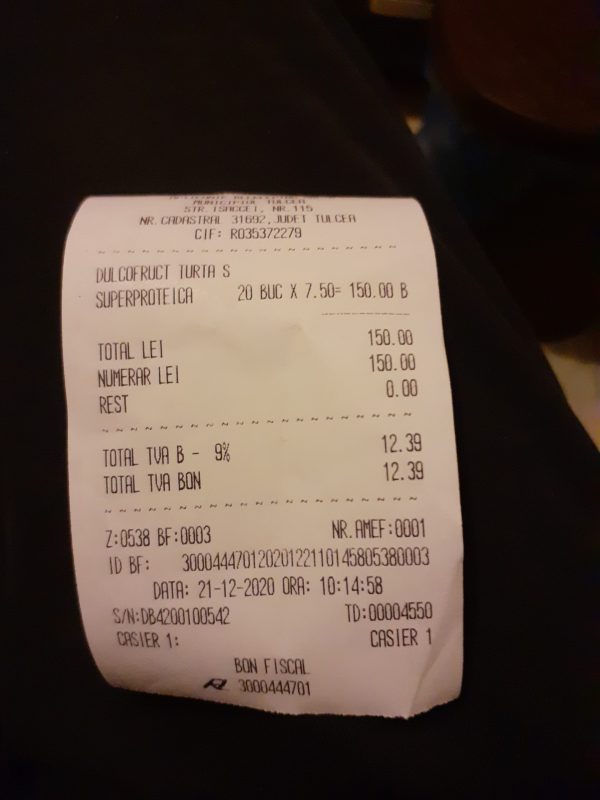 MUNICIPIUL TULCEA
STR. ISACCEI, NR. 115
NR. CADASTRAL 31692, JUDET TULCEA
CIF: RO35372279
DULCOFRUCT TURTA S
SUPERPROTEICA 20 BUC X 7.50= 150.00 B
TOTAL LEI 150.00
NUMERAR LEI 150.00
REST 0.00
TOTAL TVA B - 9% 12.39
TOTAL TVA BON 12.39
Z:0538 BF:0003 NR.AMEF:0001
ID BF: 30004447012020122110145805380003
DATA: 21-12-2020 ORA: 10:14:58
S/N:DB4200100542 TD:00004550
CASIER 1: CASIER 1
BON FISCAL
3000444701